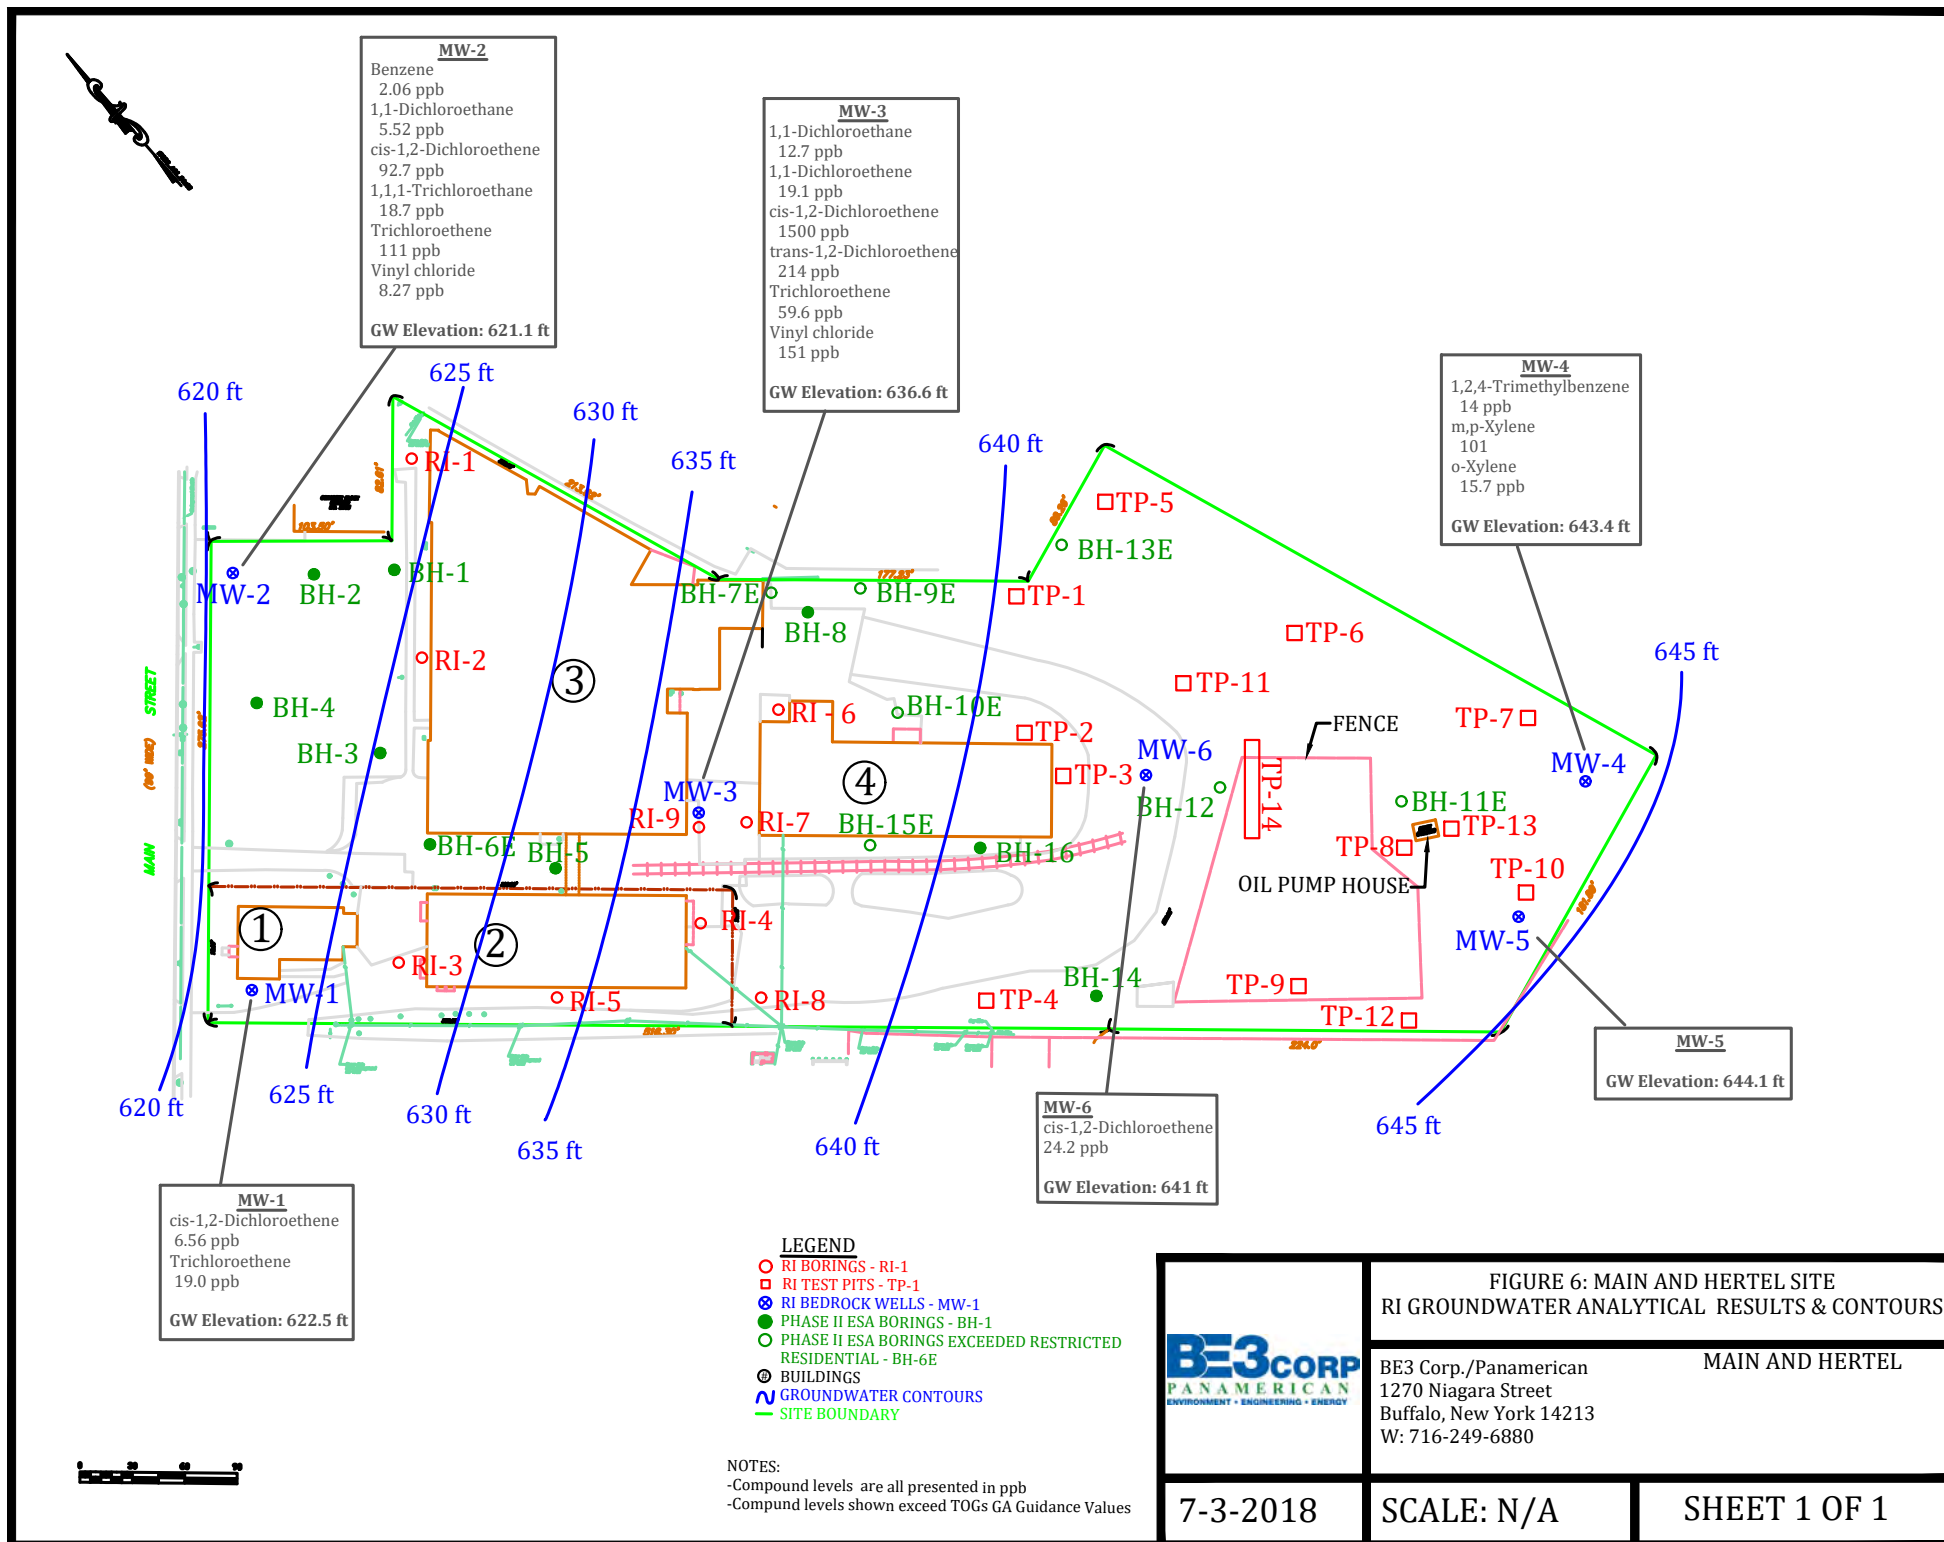 MW-2
Benzene
2.06 ppb
1,1-Dichloroethane
5.52 ppb
cis-1,2-Dichloroethene
92.7 ppb
1,1,1-Trichloroethane
18.7 ppb
Trichloroethene
111 ppb
Vinyl chloride
8.27 ppb
GW Elevation: 621.1 ft
MW-3
1,1-Dichloroethane
12.7 ppb
1,1-Dichloroethene
19.1 ppb
cis-1,2-Dichloroethene
1500 ppb
trans-1,2-Dichloroethene
214 ppb
Trichloroethene
59.6 ppb
Vinyl chloride
151 ppb
GW Elevation: 636.6 ft
MW-4
1,2,4-Trimethylbenzene
14 ppb
m,p-Xylene
101
o-Xylene
15.7 ppb
GW Elevation: 643.4 ft
620 ft
625 ft
630 ft
635 ft
640 ft
645 ft
RI-1
82.61'
103.60'
213.52'
TP-5
BH-13E
177.93'
MW-2
BH-2
BH-1
BH-7E
BH-9E
TP-1
BH-8
TP-6
RI-2
3
TP-11
BH-4
RI - 6
BH-10E
TP-2
TP-7
FENCE
BH-3
MW-6
TP-3
4
MW-4
MW-3
BH-12
TP-14
BH-11E
RI-9
RI-7
BH-15E
TP-13
BH-6E
BH-5
BH-16
TP-8
OIL PUMP HOUSE
TP-10
MAIN STREET
(99' WIDE)
1
2
RI-4
MW-5
RI-3
MW-1
RI-5
RI-8
TP-4
BH-14
TP-9
TP-12
224.0'
620 ft
625 ft
630 ft
635 ft
640 ft
645 ft
MW-5
GW Elevation: 644.1 ft
MW-6
cis-1,2-Dichloroethene
24.2 ppb
GW Elevation: 641 ft
MW-1
cis-1,2-Dichloroethene
6.56 ppb
Trichloroethene
19.0 ppb
GW Elevation: 622.5 ft
LEGEND
RI BORINGS - RI-1
RI TEST PITS - TP-1
RI BEDROCK WELLS - MW-1
PHASE II ESA BORINGS - BH-1
PHASE II ESA BORINGS EXCEEDED RESTRICTED
RESIDENTIAL - BH-6E
# BUILDINGS
GROUNDWATER CONTOURS
SITE BOUNDARY
0 30 60 90
NOTES:
-Compound levels are all presented in ppb
-Compund levels shown exceed TOGs GA Guidance Values
BE3CORP
PANAMERICAN
ENVIRONMENT • ENGINEERING • ENERGY
FIGURE 6: MAIN AND HERTEL SITE
RI GROUNDWATER ANALYTICAL RESULTS & CONTOURS
BE3 Corp./Panamerican
1270 Niagara Street
Buffalo, New York 14213
W: 716-249-6880
MAIN AND HERTEL
7-3-2018
SCALE: N/A
SHEET 1 OF 1